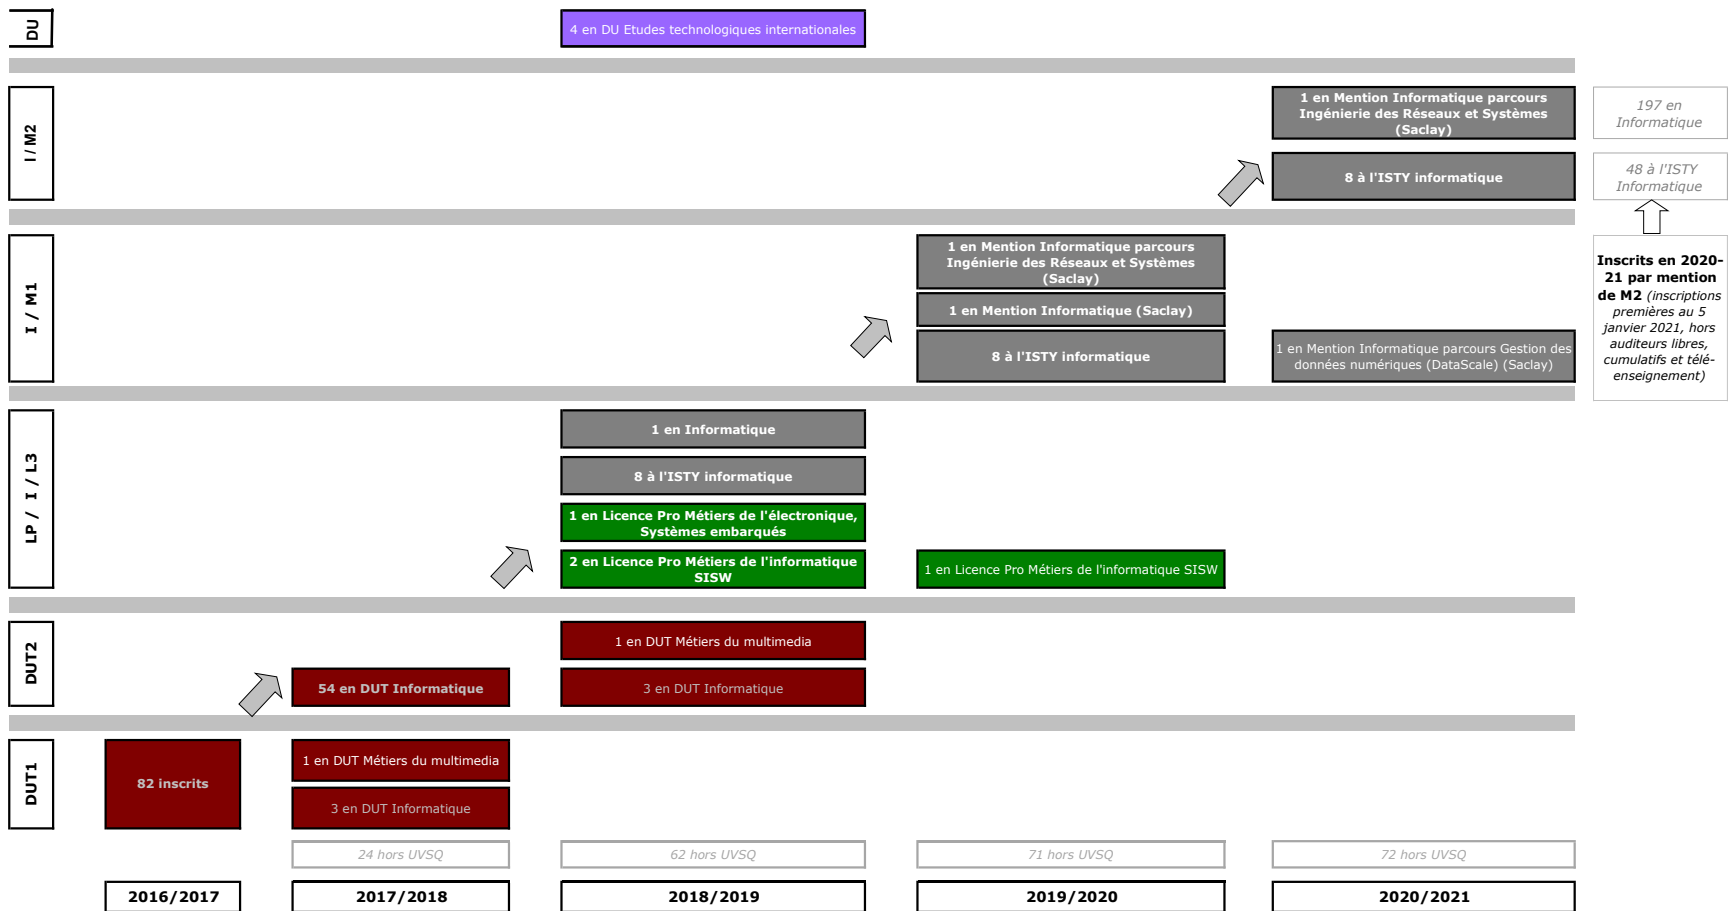 DU
4 en DU Etudes technologiques internationales
I / M2
1 en Mention Informatique parcours
Ingénierie des Réseaux et Systèmes
(Saclay)
197 en
Informatique
8 à l'ISTY informatique
48 à l'ISTY
Informatique
I / M1
1 en Mention Informatique parcours
Ingénierie des Réseaux et Systèmes
(Saclay)
1 en Mention Informatique (Saclay)
8 à l'ISTY informatique
1 en Mention Informatique parcours Gestion des
données numériques (DataScale) (Saclay)
Inscrits en 2020-
21 par mention
de M2 (inscriptions
premières au 5
janvier 2021, hors
auditeurs libres,
cumulatifs et télé-
enseignement)
LP / I / L3
1 en Informatique
8 à l'ISTY informatique
1 en Licence Pro Métiers de l'électronique,
Systèmes embarqués
2 en Licence Pro Métiers de l'informatique
SISW
1 en Licence Pro Métiers de l'informatique SISW
DUT2
54 en DUT Informatique
1 en DUT Métiers du multimedia
3 en DUT Informatique
DUT1
82 inscrits
1 en DUT Métiers du multimedia
3 en DUT Informatique
24 hors UVSQ
62 hors UVSQ
71 hors UVSQ
72 hors UVSQ
2016/2017
2017/2018
2018/2019
2019/2020
2020/2021